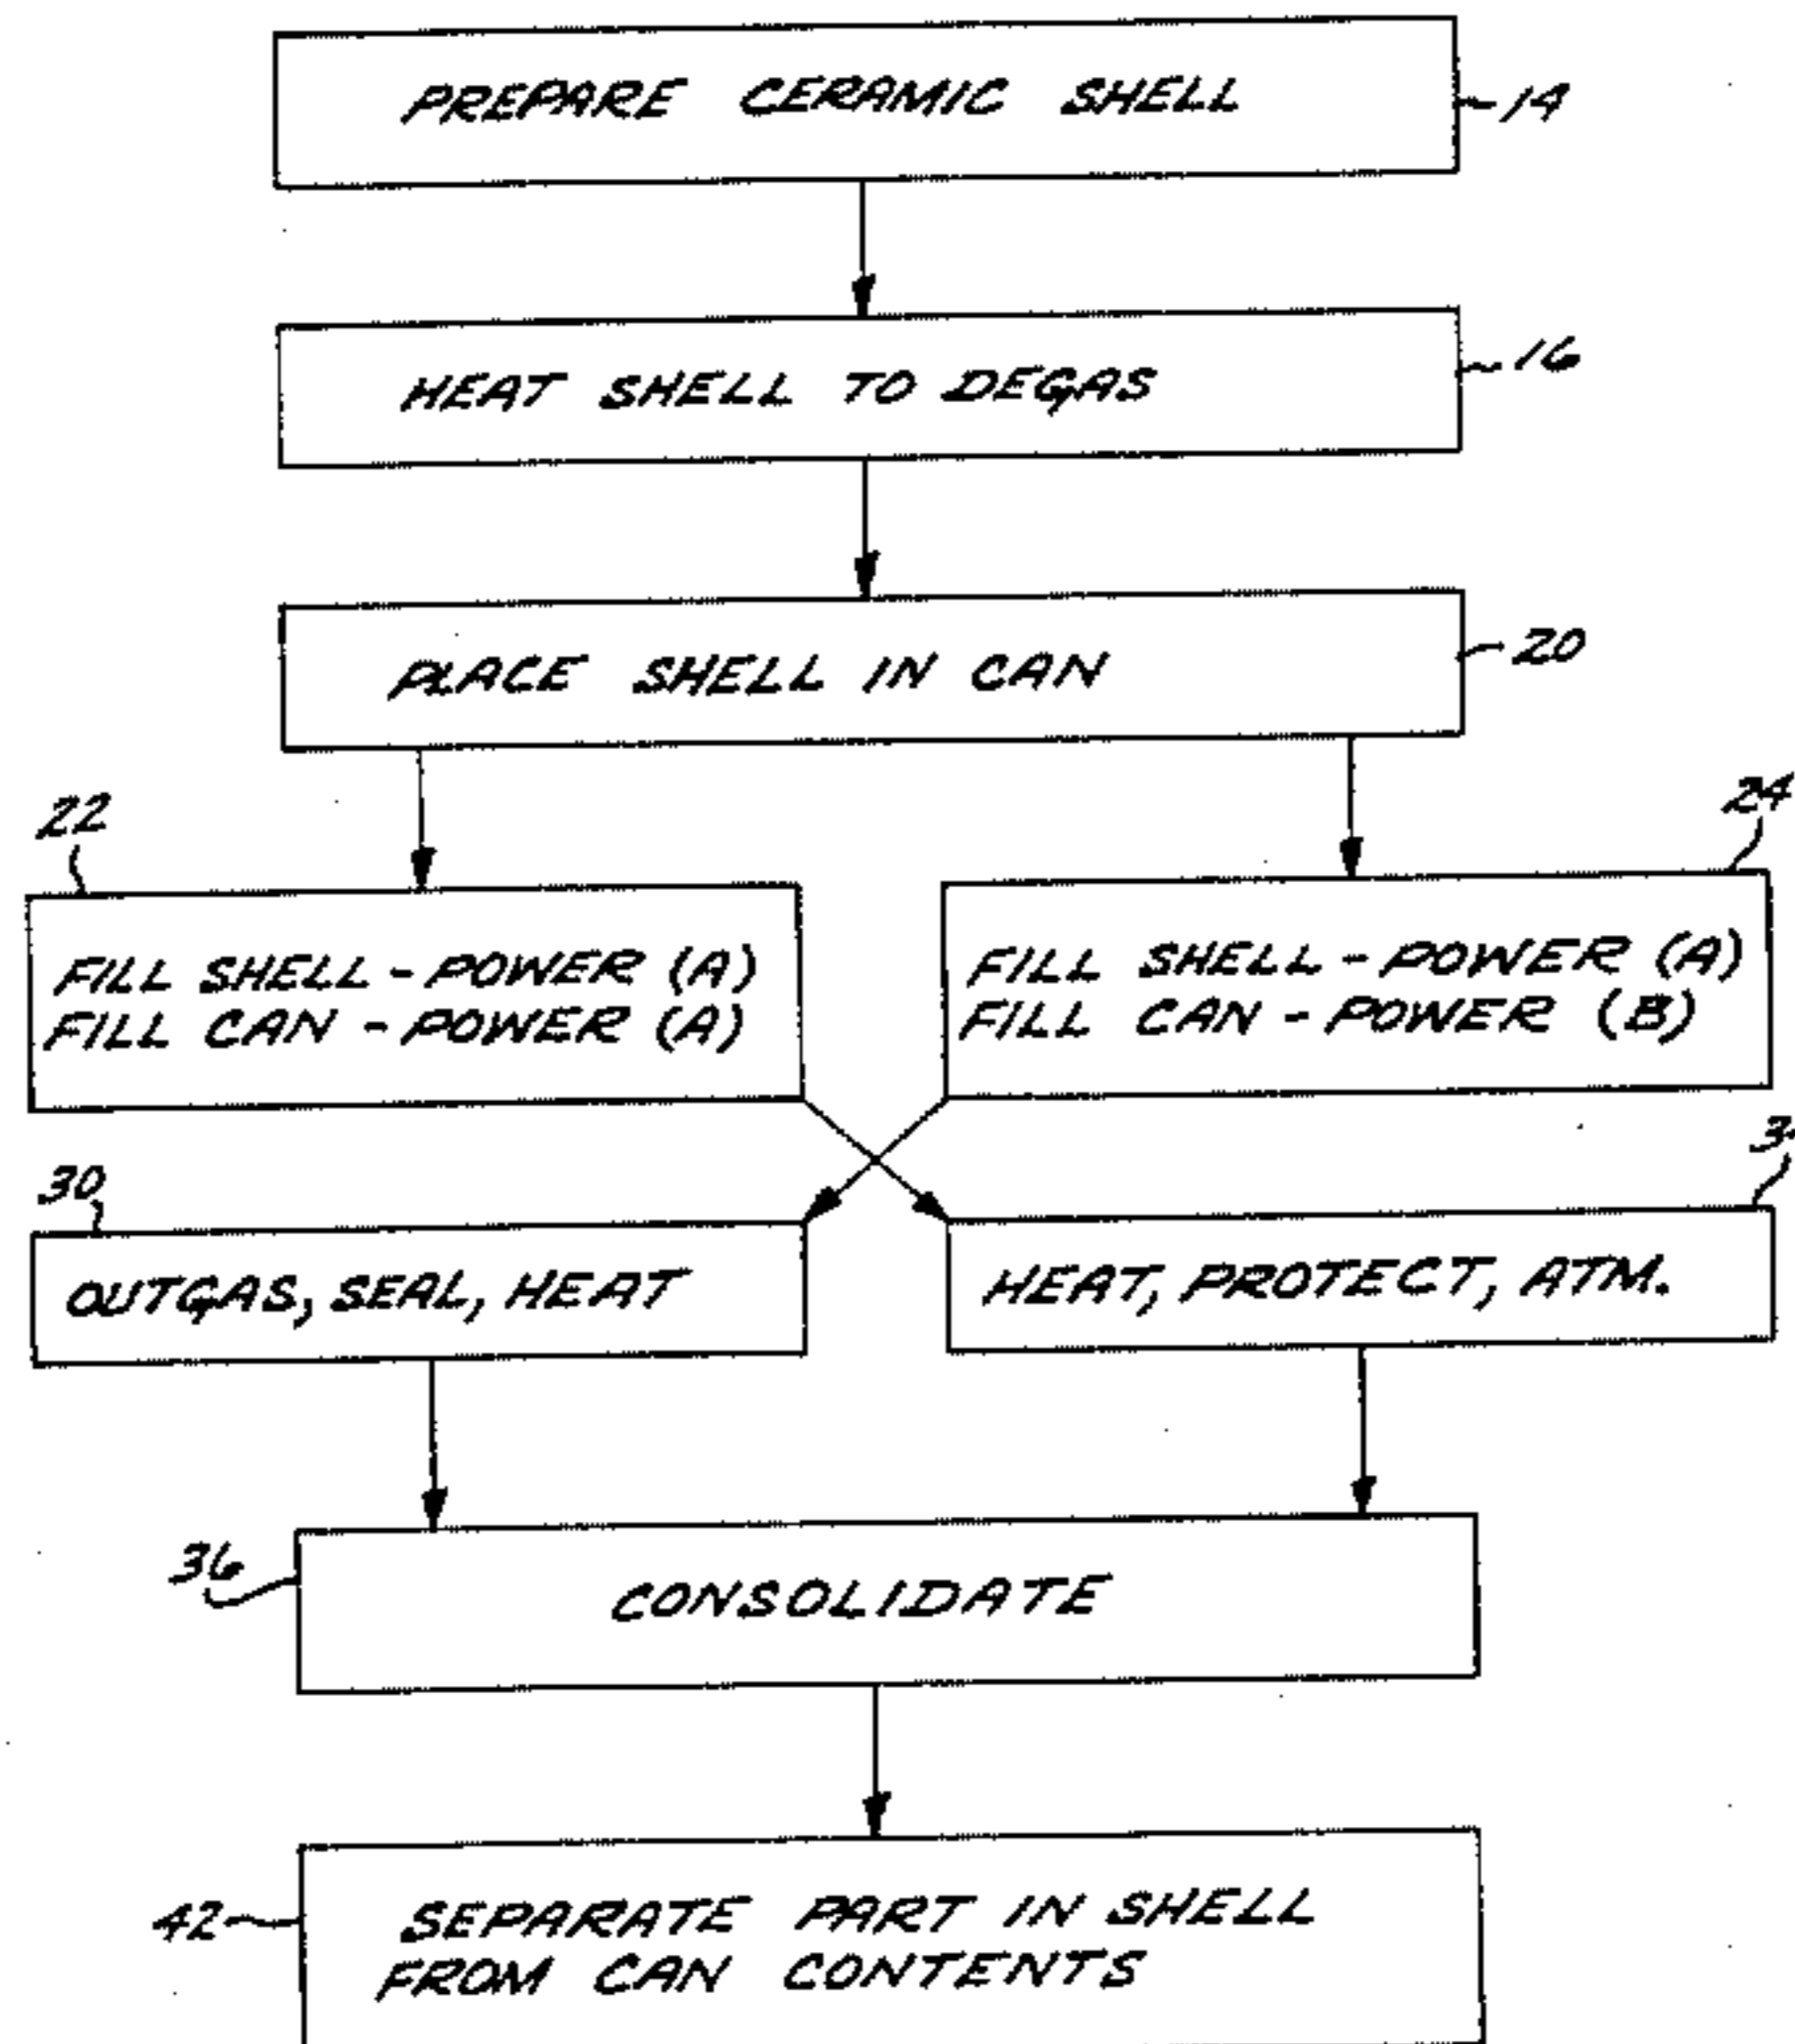 PREPARE CERAMIC SHELL
14
HEAT SHELL TO DEGAS
16
PLACE SHELL IN CAN
20
22
24
FILL SHELL - POWER (A)
FILL CAN - POWER (A)
FILL SHELL - POWER (A)
FILL CAN - POWER (B)
30
OUTGAS, SEAL, HEAT
HEAT, PROTECT, ATM.
36
CONSOLIDATE
42
SEPARATE PART IN SHELL
FROM CAN CONTENTS